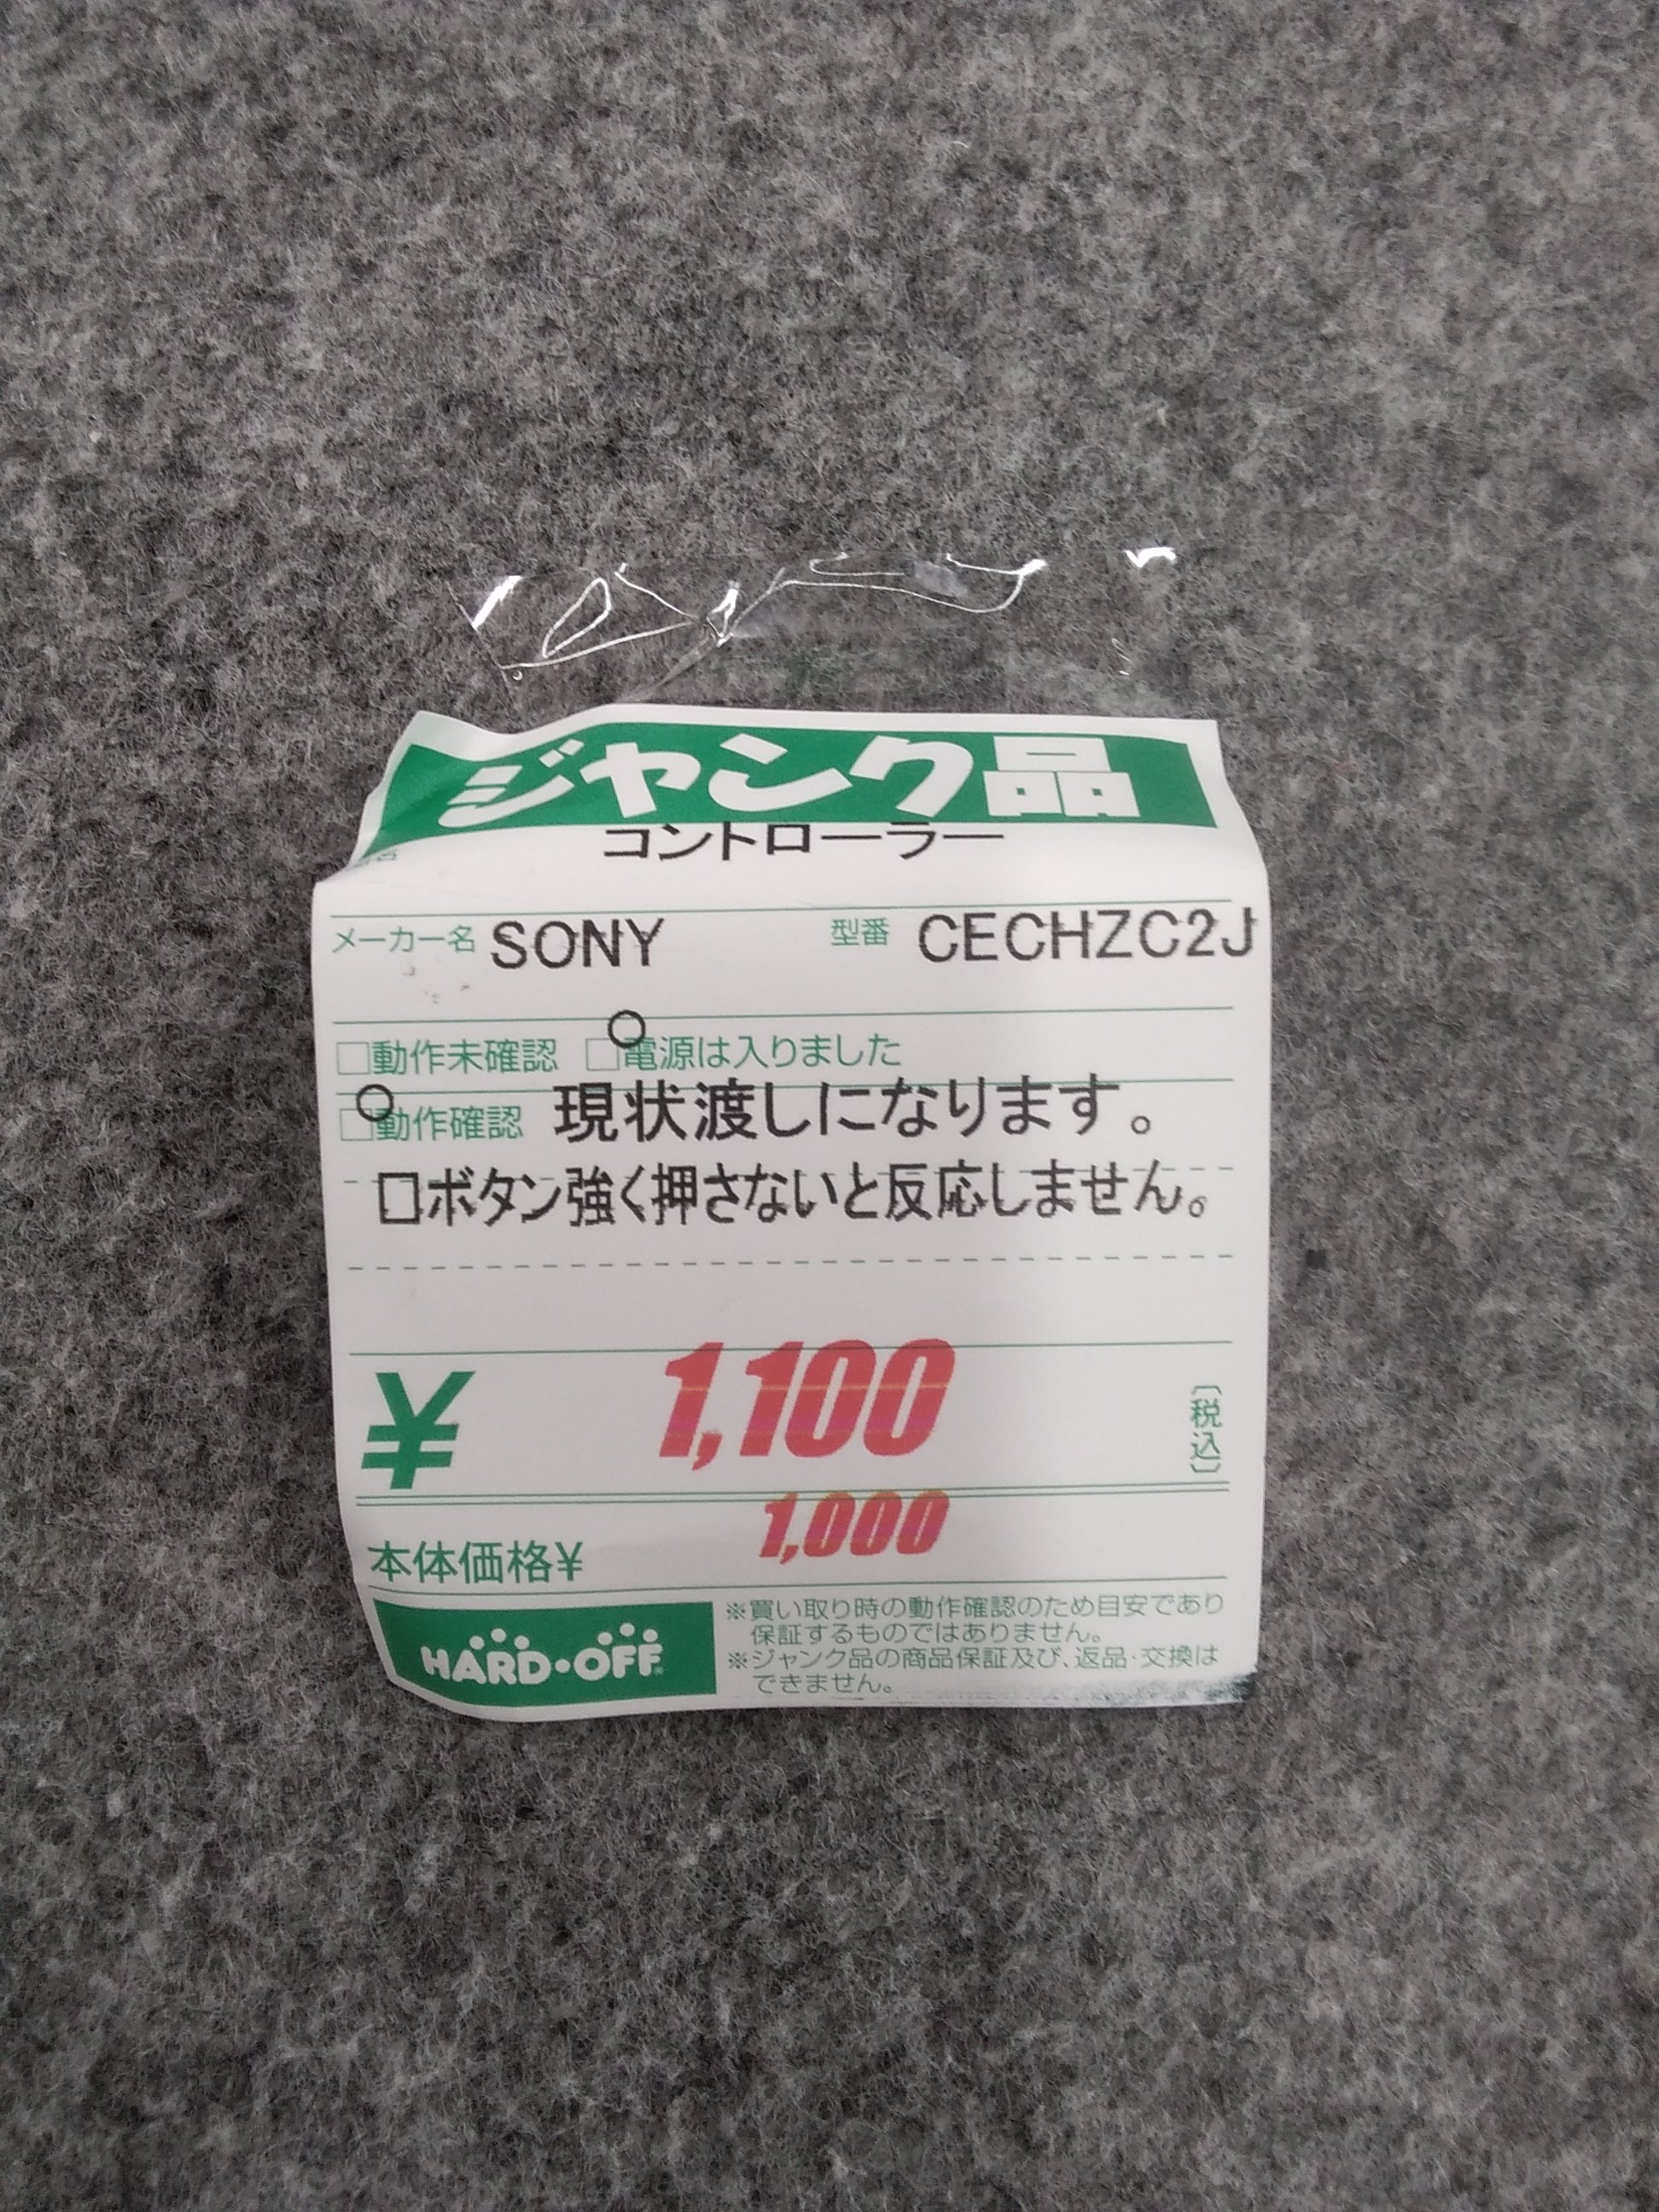 ジャンク品
コントローラー
メーカー名 SONY 型番 CECHZC2J
□動作未確認 □電源は入りました
□動作確認 現状渡しになります。
□ボタン強く押さないと反応しません。
¥ 1,100 〔税込〕
本体価格¥ 1,000
HARD・OFF
※買い取り時の動作確認のため目安であり
保証するものではありません。
※ジャンク品の商品保証及び、返品・交換は
できません。